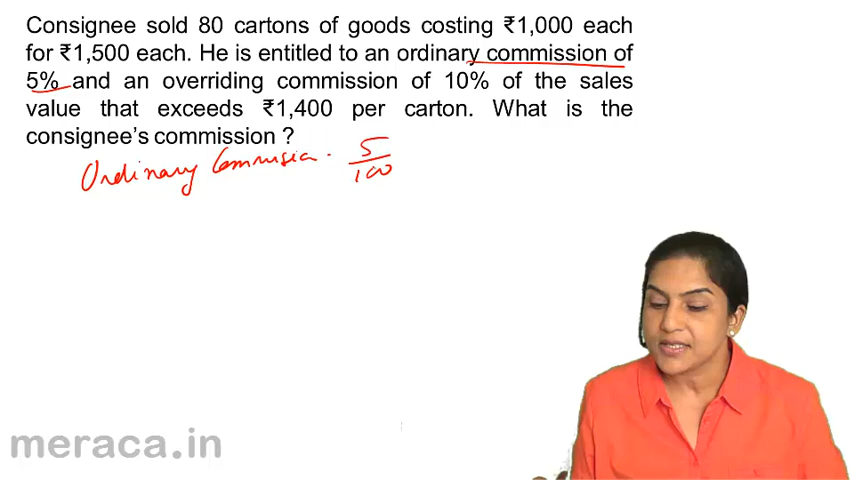 Consignee sold 80 cartons of goods costing ₹1,000 each
for ₹1,500 each. He is entitled to an ordinary commission of
5% and an overriding commission of 10% of the sales
value that exceeds ₹1,400 per carton. What is the
consignee's commission ?
Ordinary Commission . 5/100
meraca.in